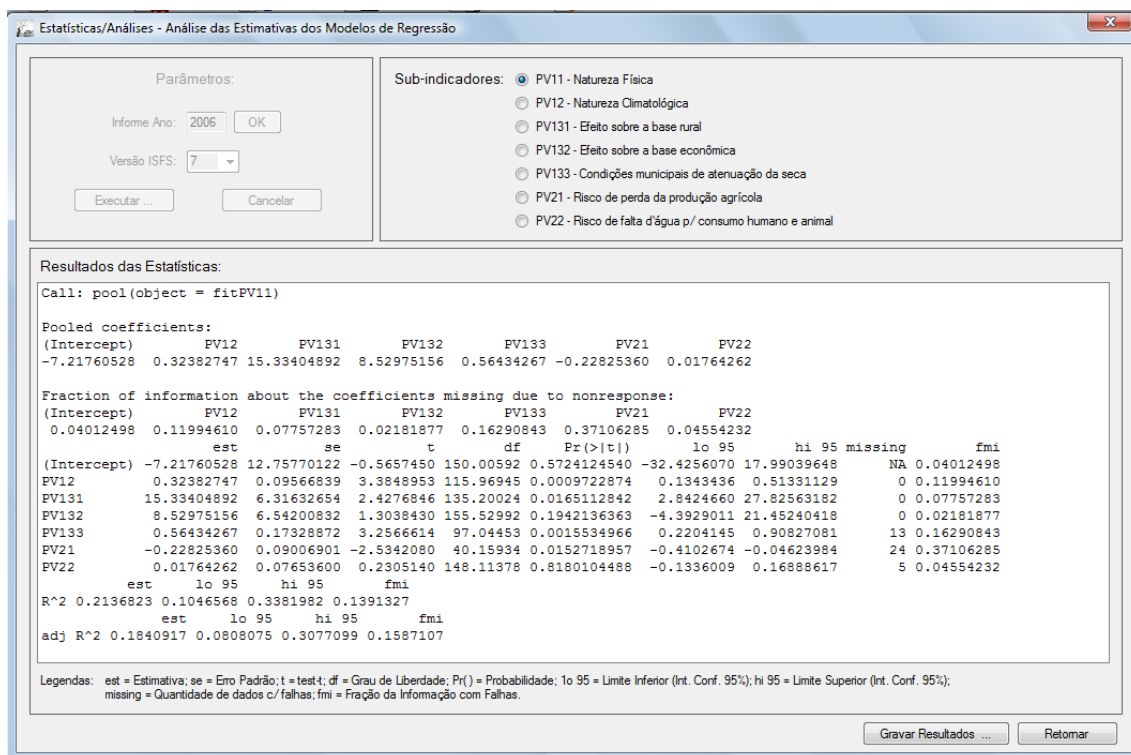 Estatísticas/Análises - Análise das Estimativas dos Modelos de Regressão
Parâmetros:
Informe Ano: 2006 OK
Versão ISFS: 7
Executar ... Cancelar
Sub-indicadores: PV11 - Natureza Física
PV12 - Natureza Climatológica
PV131 - Efeito sobre a base rural
PV132 - Efeito sobre a base econômica
PV133 - Condições municipais de atenuação da seca
PV21 - Risco de perda da produção agrícola
PV22 - Risco de falta d'água p/ consumo humano e animal
Resultados das Estatísticas:
Call: pool(object = fitPV11)
Pooled coefficients:
(Intercept) PV12 PV131 PV132 PV133 PV21 PV22
-7.21760528 0.32382747 15.33404892 8.52975156 0.56434267 -0.22825360 0.01764262
Fraction of information about the coefficients missing due to nonresponse:
(Intercept) PV12 PV131 PV132 PV133 PV21 PV22
0.04012498 0.11994610 0.07757283 0.02181877 0.16290843 0.37106285 0.04554232
est se t df Pr(>|t|) lo 95 hi 95 missing fmi
(Intercept) -7.21760528 12.75770122 -0.5657450 150.00592 0.5724124540 -32.4256070 17.99039648 NA 0.04012498
PV12 0.32382747 0.09566839 3.3848953 115.96945 0.0009722874 0.1343436 0.51331129 0 0.11994610
PV131 15.33404892 6.31632654 2.4276846 135.20024 0.0165112842 2.8424660 27.82563182 0 0.07757283
PV132 8.52975156 6.54200832 1.3038430 155.52992 0.1942136363 -4.3929011 21.45240418 0 0.02181877
PV133 0.56434267 0.17328872 3.2566614 97.04453 0.0015534966 0.2204145 0.90827081 13 0.16290843
PV21 -0.22825360 0.09006901 -2.5342080 40.15934 0.0152718957 -0.4102674 -0.04623984 24 0.37106285
PV22 0.01764262 0.07653600 0.2305140 148.11378 0.8180104488 -0.1336009 0.16888617 5 0.04554232
est lo 95 hi 95 fmi
R^2 0.2136823 0.1046568 0.3381982 0.1391327
est lo 95 hi 95 fmi
adj R^2 0.1840917 0.0808075 0.3077099 0.1587107
Legendas: est = Estimativa; se = Erro Padrão; t = test-t; df = Grau de Liberdade; Pr( ) = Probabilidade; 1o 95 = Limite Inferior (Int. Conf. 95%); hi 95 = Limite Superior (Int. Conf. 95%);
missing = Quantidade de dados c/ falhas; fmi = Fração da Informação com Falhas.
Gravar Resultados ... Retornar